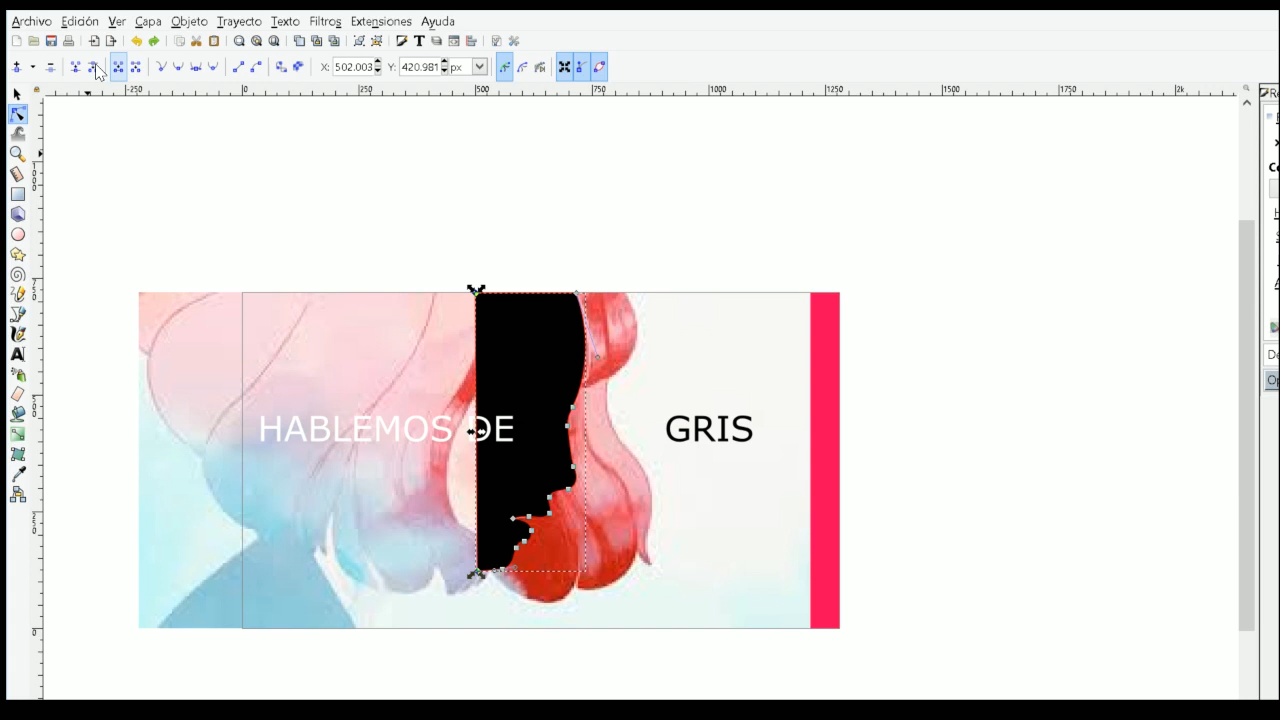 Archivo Edición Ver Capa Objeto Trayecto Texto Filtros Extensiones Ayuda
X: 502.003 Y: 420.981 px
-250 0 250 500 750 1000 1250 1500 1750 2k
HABLEMOS DE GRIS